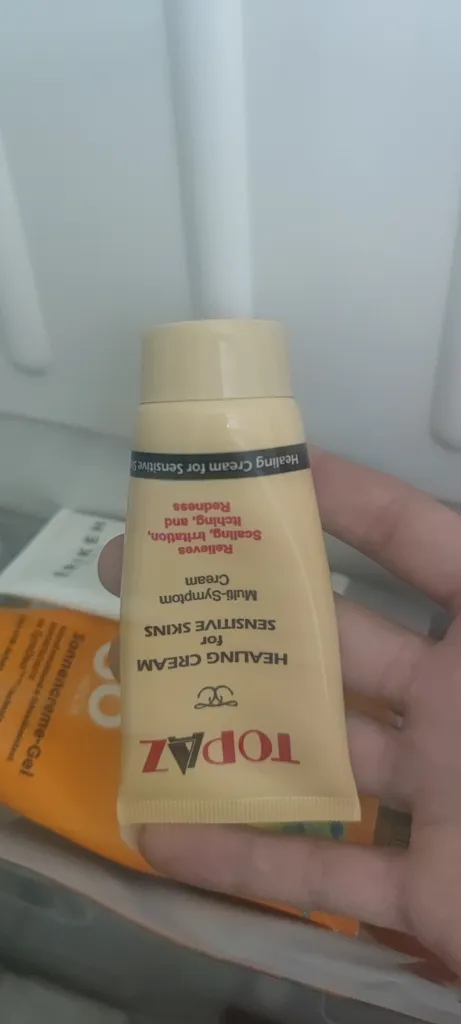 TOPAZ
HEALING CREAM
for
SENSITIVE SKINS
Multi-Symptom
Cream
Relieves
Scaling, Irritation,
Itching, and
Redness
Healing Cream for Sensitive
Sonnencreme-Gel